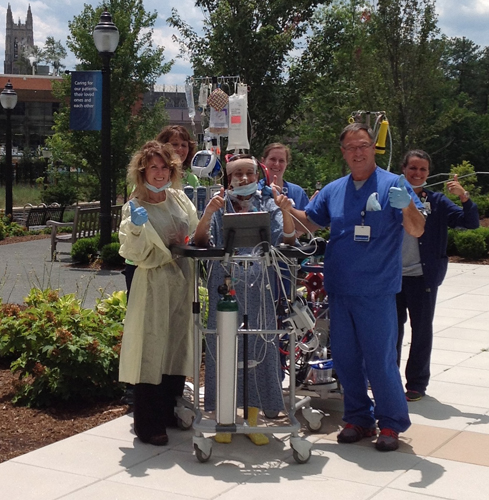 Caring for
our patients,
their loved
ones and
each other